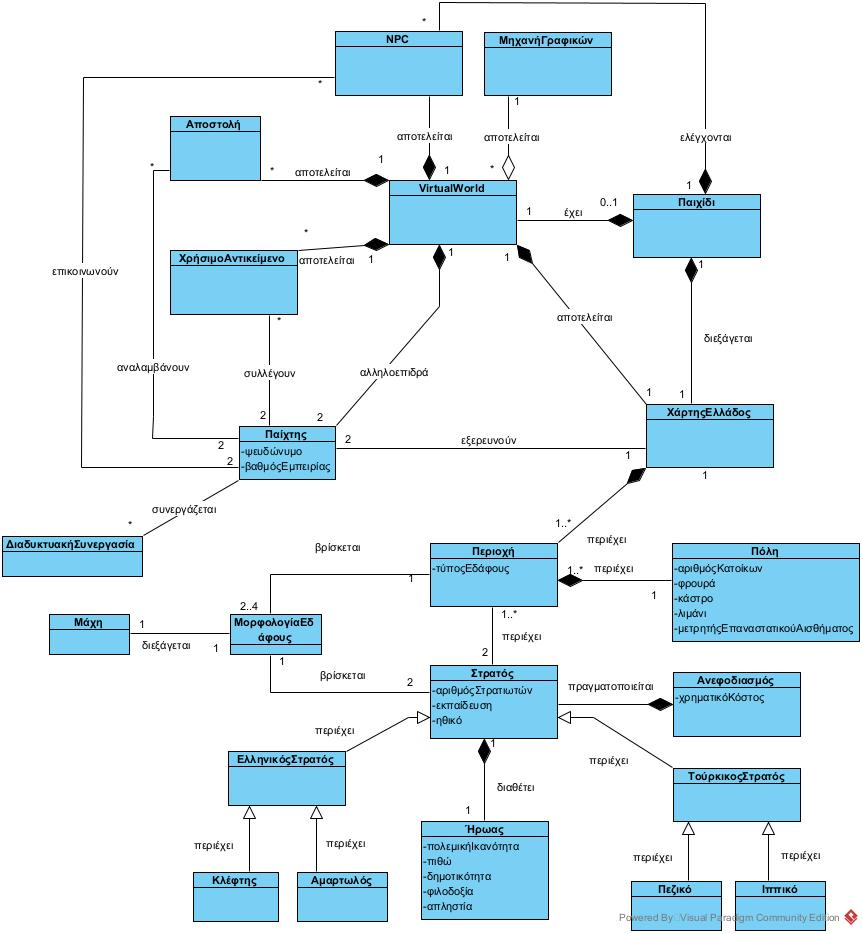 *
NPC
ΜηχανήΓραφικών
*
1
Αποστολή
αποτελείται
αποτελείται
ελέγχονται
*
*
αποτελείται
1
1
*
1
VirtualWorld
Παιχίδι
1
έχει
0..1
*
ΧρήσιμοΑντικείμενο
αποτελείται
1
1
1
1
επικοινωνούν
*
αποτελείται
διεξάγεται
αναλαμβάνουν
συλλέγουν
αλληλοεπιδρά
1
1
2
2
ΧάρτηςΕλλάδος
Παίχτης
-ψευδώνυμο
-βαθμόςΕμπειρίας
2
2
2
εξερευνούν
1
1
συνεργάζεται
*
1..*
ΔιαδυκτυακήΣυνεργασία
περιέχει
βρίσκεται
Περιοχή
-τύποςΕδάφους
1
1..*
περιέχει
1
Πόλη
-αριθμόςΚατοίκων
-φρουρά
-κάστρο
-λιμάνι
-μετρητήςΕπαναστατικούΑισθήματος
2..4
1..*
Μάχη
1
διεξάγεται
1
ΜορφολογίαΕδ
άφους
περιέχει
1
2
βρίσκεται
2
Στρατός
-αριθμόςΣτρατιωτών
-εκπαίδευση
-ηθικό
πραγματοποιείται
Ανεφοδιασμός
-χρηματικόΚόστος
περιέχει
1
περιέχει
ΕλληνικόςΣτρατός
ΤούρκικοςΣτρατός
διαθέτει
1
περιέχει
περιέχει
Ήρωας
-πολεμικήΙκανότητα
-πιθώ
-δημοτικότητα
-φιλοδοξία
-απληστία
περιέχει
περιέχει
Κλέφτης
Αμαρτωλός
Πεζικό
Ιππικό
Powered By Visual Paradigm Community Edition